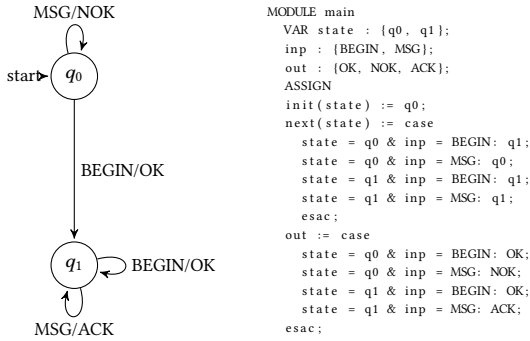 MSG/NOK
start
q0
BEGIN/OK
q1
BEGIN/OK
MSG/ACK
MODULE main
VAR state : {q0, q1};
inp : {BEGIN, MSG};
out : {OK, NOK, ACK};
ASSIGN
init(state) := q0;
next(state) := case
state = q0 & inp = BEGIN: q1;
state = q0 & inp = MSG: q0;
state = q1 & inp = BEGIN: q1;
state = q1 & inp = MSG: q1;
esac;
out := case
state = q0 & inp = BEGIN: OK;
state = q0 & inp = MSG: NOK;
state = q1 & inp = BEGIN: OK;
state = q1 & inp = MSG: ACK;
esac;